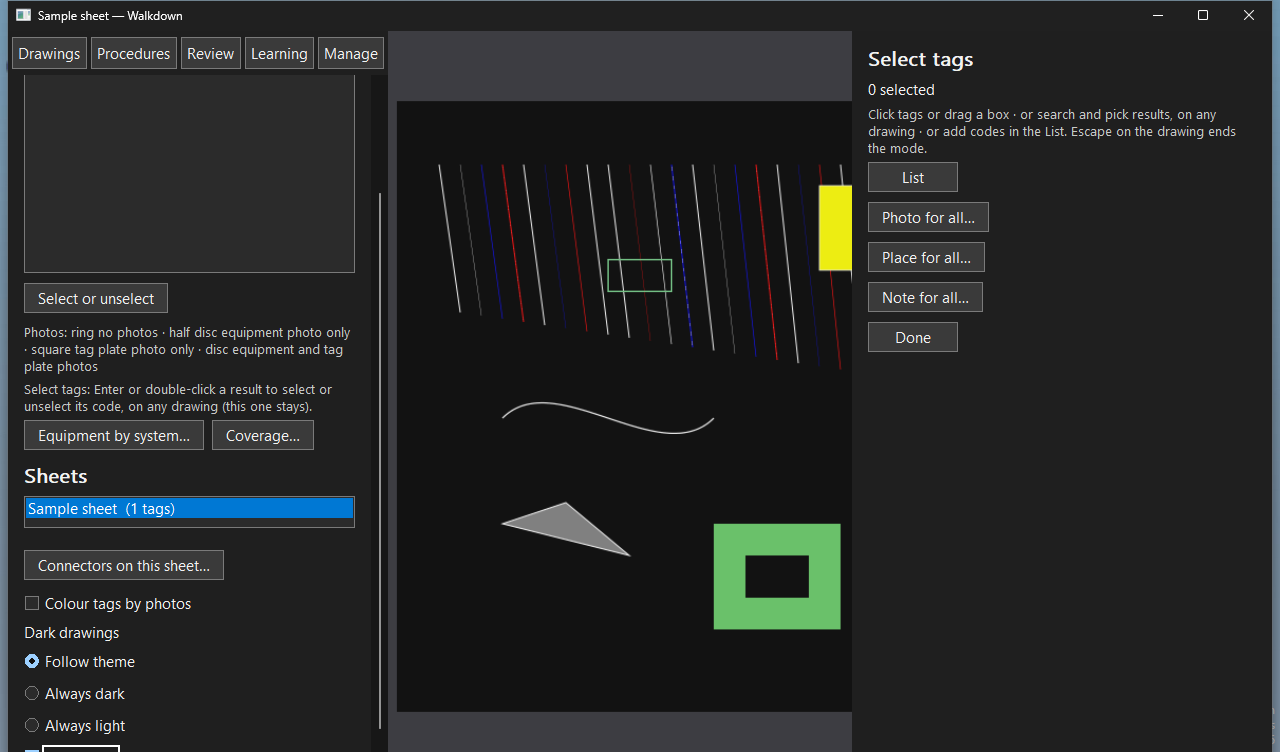 Sample sheet — Walkdown
Drawings
Procedures
Review
Learning
Manage
Select or unselect
Photos: ring no photos · half disc equipment photo only
· square tag plate photo only · disc equipment and tag
plate photos
Select tags: Enter or double-click a result to select or
unselect its code, on any drawing (this one stays).
Equipment by system...
Coverage...
Sheets
Sample sheet  (1 tags)
Connectors on this sheet...
Colour tags by photos
Dark drawings
Follow theme
Always dark
Always light
Select tags
0 selected
Click tags or drag a box · or search and pick results, on any
drawing · or add codes in the List. Escape on the drawing ends
the mode.
List
Photo for all...
Place for all...
Note for all...
Done